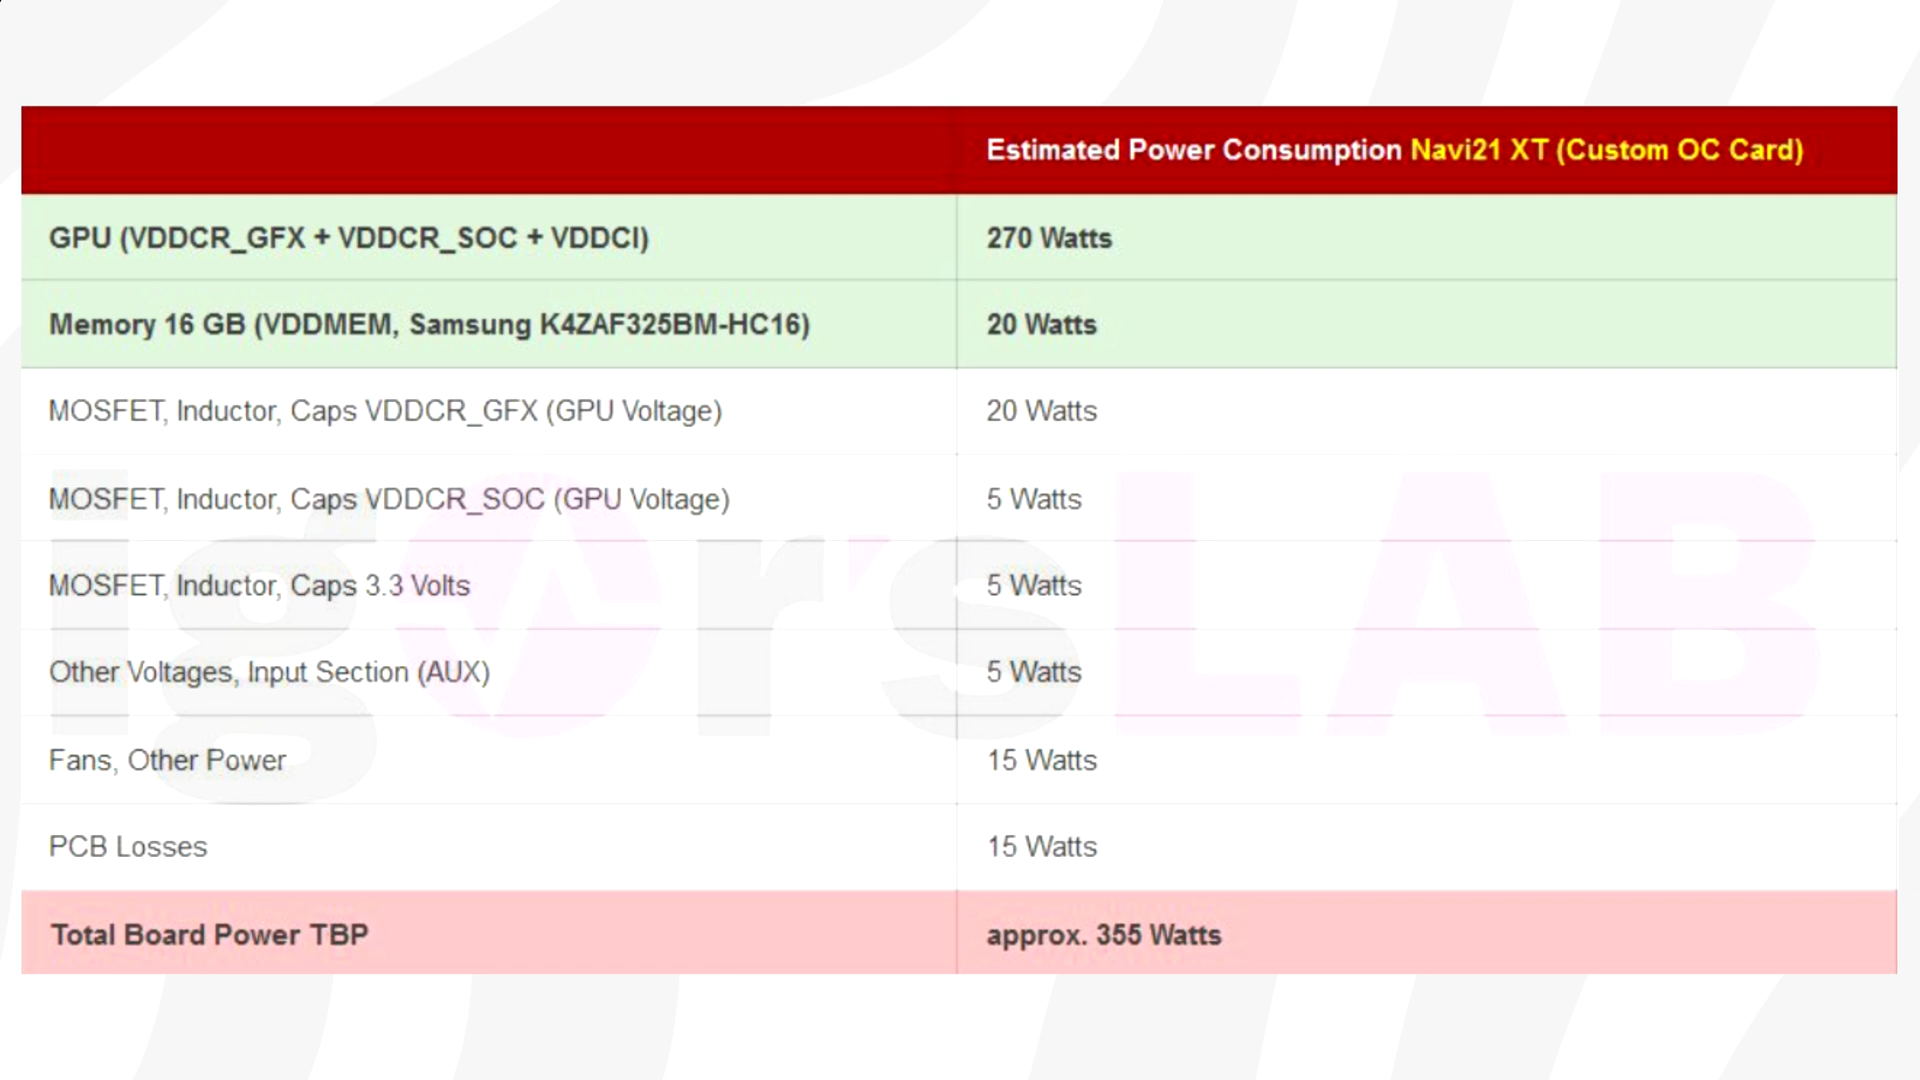 Estimated Power Consumption Navi21 XT (Custom OC Card)
GPU (VDDCR_GFX + VDDCR_SOC + VDDCI)
270 Watts
Memory 16 GB (VDDMEM, Samsung K4ZAF325BM-HC16)
20 Watts
MOSFET, Inductor, Caps VDDCR_GFX (GPU Voltage)
20 Watts
MOSFET, Inductor, Caps VDDCR_SOC (GPU Voltage)
5 Watts
MOSFET, Inductor, Caps 3.3 Volts
5 Watts
Other Voltages, Input Section (AUX)
5 Watts
Fans, Other Power
15 Watts
PCB Losses
15 Watts
Total Board Power TBP
approx. 355 Watts
igor'sLAB